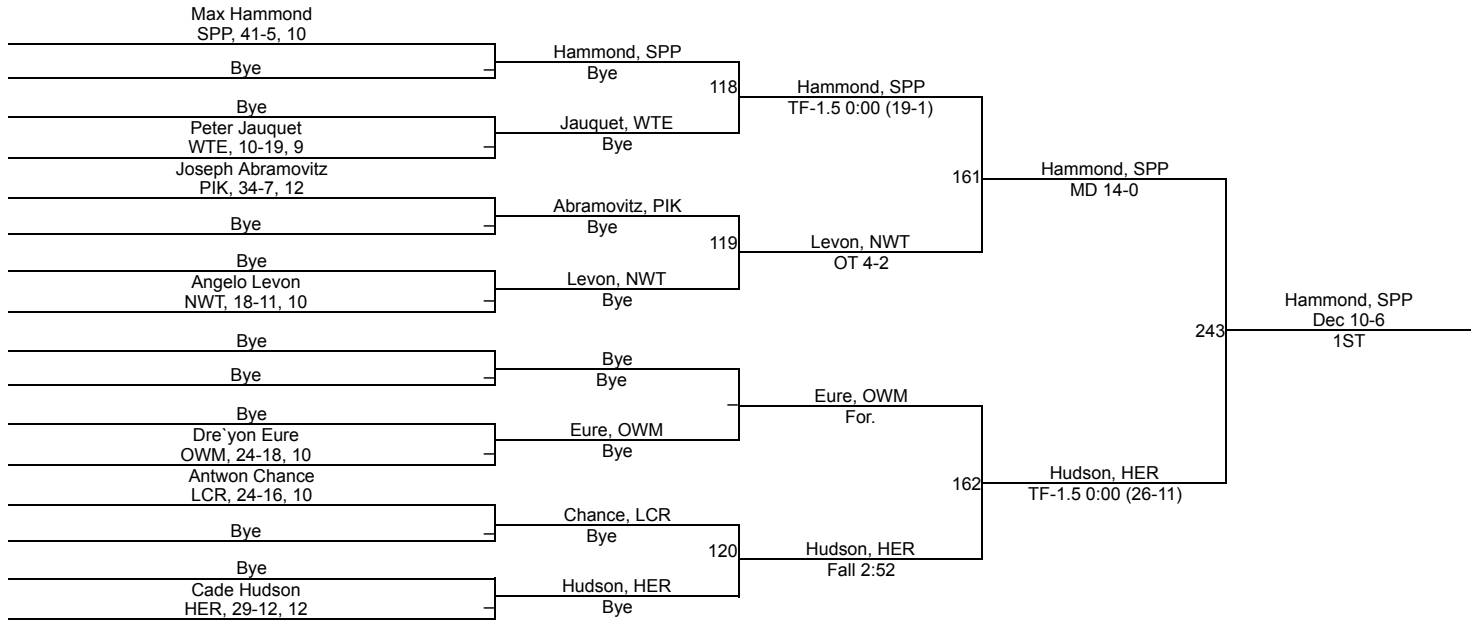 Max Hammond
SPP, 41-5, 10
Bye
Bye
Peter Jauquet
WTE, 10-19, 9
Joseph Abramovitz
PIK, 34-7, 12
Bye
Bye
Angelo Levon
NWT, 18-11, 10
Bye
Bye
Bye
Dre`yon Eure
OWM, 24-18, 10
Antwon Chance
LCR, 24-16, 10
Bye
Bye
Cade Hudson
HER, 29-12, 12
Hammond, SPP
Bye
118
Jauquet, WTE
Bye
Abramovitz, PIK
Bye
119
Levon, NWT
Bye
Bye
Bye
Eure, OWM
Bye
Chance, LCR
Bye
120
Hudson, HER
Bye
Hammond, SPP
TF-1.5 0:00 (19-1)
161
Levon, NWT
OT 4-2
Eure, OWM
For.
162
Hudson, HER
Fall 2:52
Hammond, SPP
MD 14-0
243
Hudson, HER
TF-1.5 0:00 (26-11)
Hammond, SPP
Dec 10-6
1ST